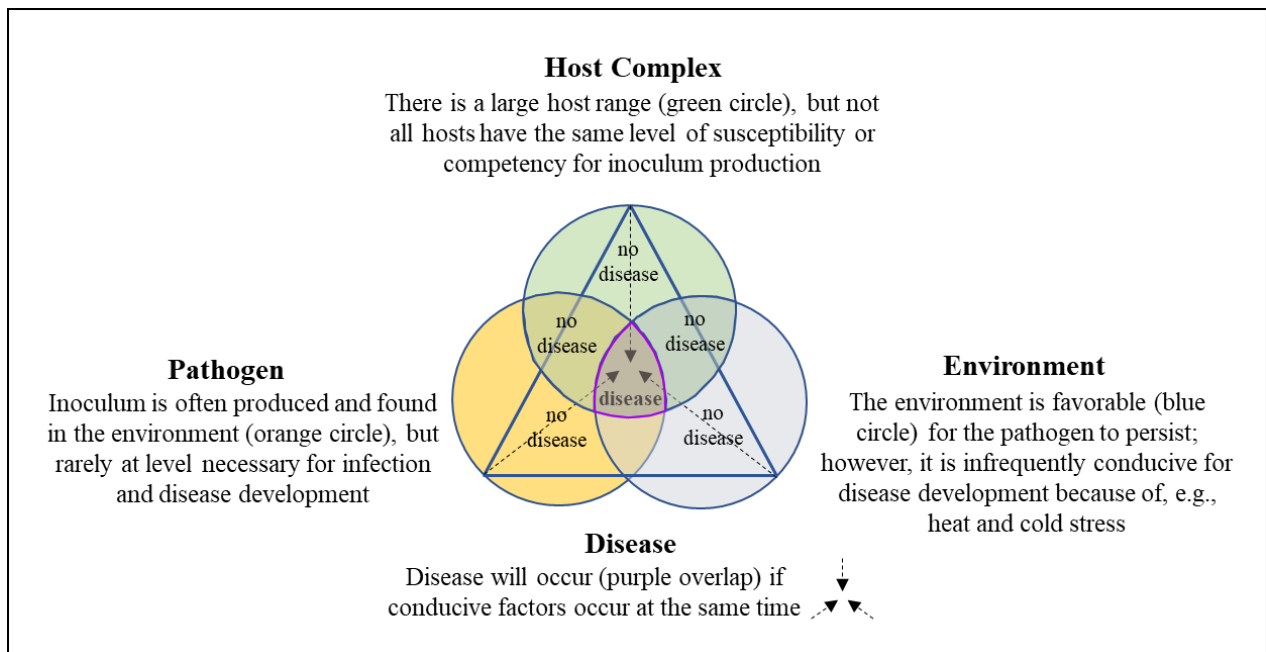 Host Complex
There is a large host range (green circle), but not
all hosts have the same level of susceptibility or
competency for inoculum production
no
disease
no
disease
no
disease
Pathogen
Inoculum is often produced and found
in the environment (orange circle), but
rarely at level necessary for infection
and disease development
disease
no
disease
no
disease
Environment
The environment is favorable (blue
circle) for the pathogen to persist;
however, it is infrequently conducive for
disease development because of, e.g.,
heat and cold stress
Disease
Disease will occur (purple overlap) if
conducive factors occur at the same time